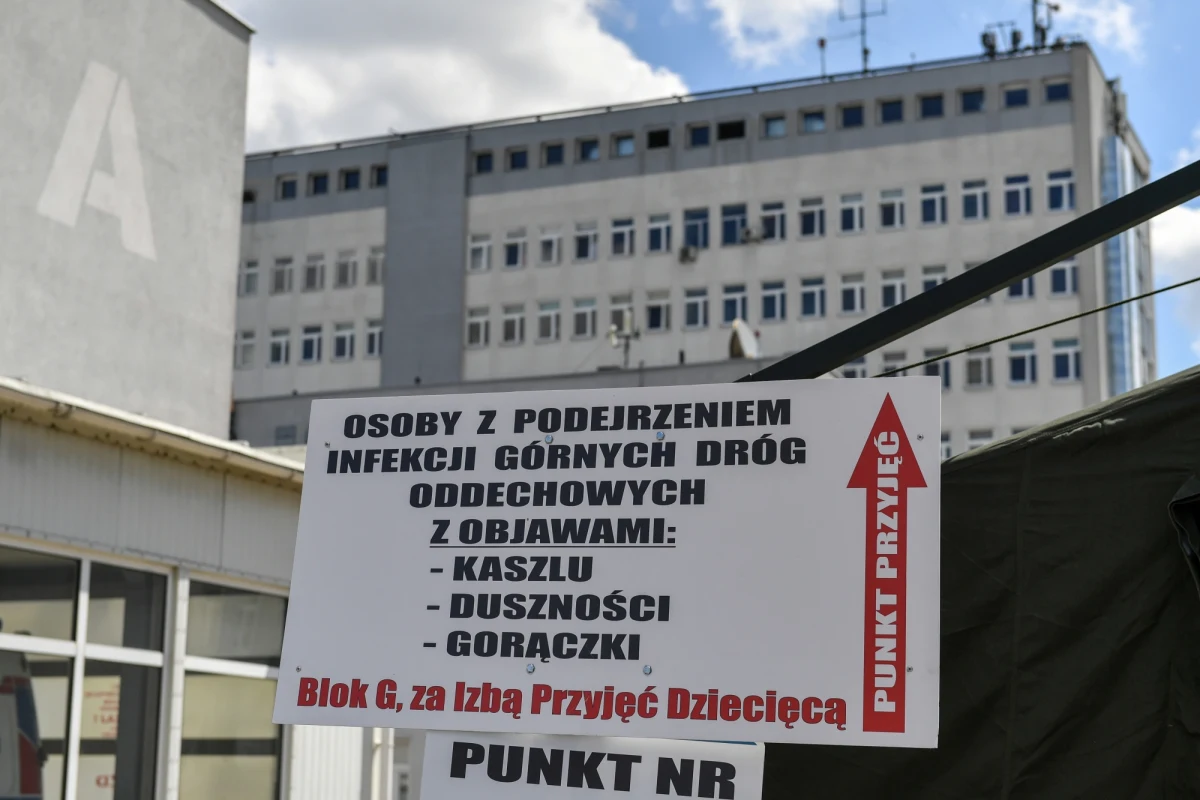 A
OSOBY Z PODEJRZENIEM
INFEKCJI GÓRNYCH DRÓG
ODDECHOWYCH
Z OBJAWAMI:
- KASZLU
- DUSZNOŚCI
- GORĄCZKI
Blok G, za Izbą Przyjęć Dziecięcą
PUNKT PRZYJĘĆ
PUNKT NR